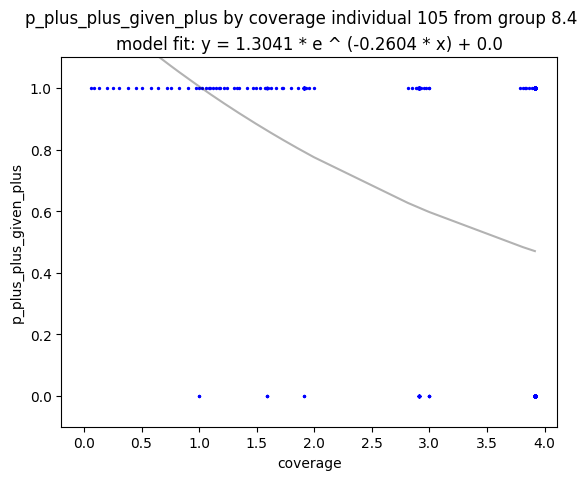 p_plus_plus_given_plus by coverage individual 105 from group 8.4
model fit: y = 1.3041 * e ^ (-0.2604 * x) + 0.0
p_plus_plus_given_plus
1.0
0.8
0.6
0.4
0.2
0.0
0.0 0.5 1.0 1.5 2.0 2.5 3.0 3.5 4.0
coverage